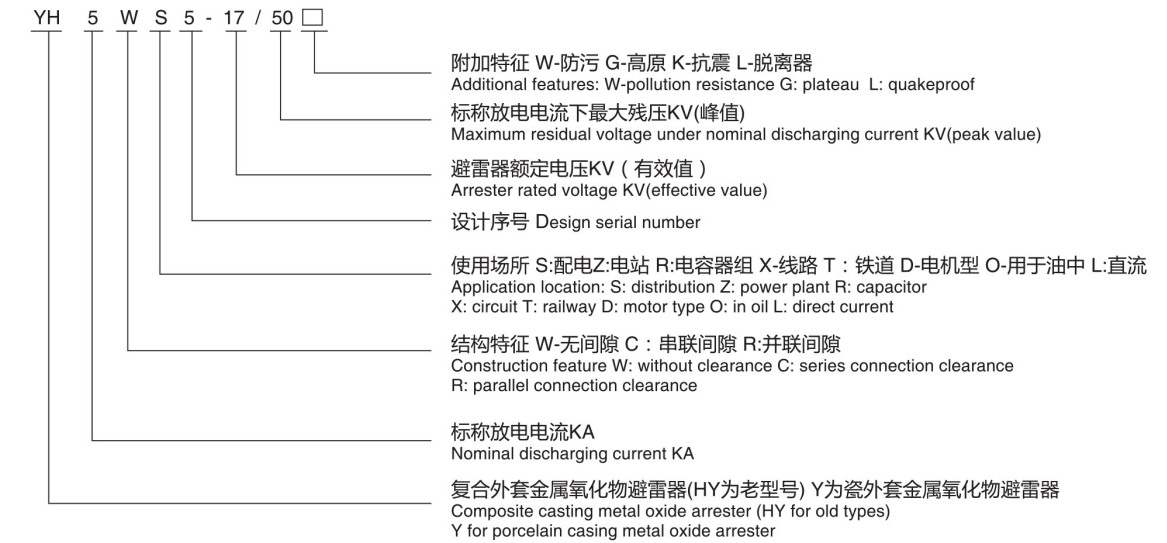 YH 5 W S 5 - 17 / 50 □
附加特征 W-防污 G-高原 K-抗震 L-脱离器
Additional features: W-pollution resistance G: plateau L: quakeproof
标称放电电流下最大残压KV(峰值)
Maximum residual voltage under nominal discharging current KV(peak value)
避雷器额定电压KV（有效值）
Arrester rated voltage KV(effective value)
设计序号 Design serial number
使用场所 S:配电Z:电站 R:电容器组 X-线路 T：铁道 D-电机型 O-用于油中 L:直流
Application location: S: distribution Z: power plant R: capacitor
X: circuit T: railway D: motor type O: in oil L: direct current
结构特征 W-无间隙 C：串联间隙 R:并联间隙
Construction feature W: without clearance C: series connection clearance
R: parallel connection clearance
标称放电电流KA
Nominal discharging current KA
复合外套金属氧化物避雷器(HY为老型号) Y为瓷外套金属氧化物避雷器
Composite casting metal oxide arrester (HY for old types)
Y for porcelain casing metal oxide arrester